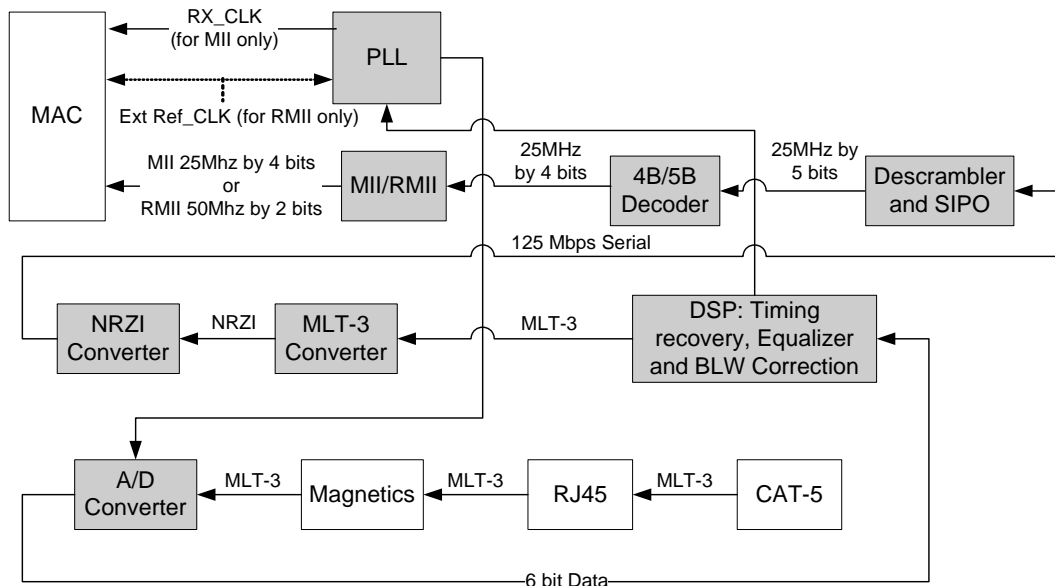 RX_CLK
(for MII only)
PLL
MAC
Ext Ref_CLK (for RMII only)
MII 25Mhz by 4 bits
or
RMII 50Mhz by 2 bits
MII/RMII
25MHz
by 4 bits
4B/5B
Decoder
25MHz by
5 bits
Descrambler
and SIPO
125 Mbps Serial
NRZI
Converter
NRZI
MLT-3
Converter
MLT-3
DSP: Timing
recovery, Equalizer
and BLW Correction
A/D
Converter
MLT-3
Magnetics
MLT-3
RJ45
MLT-3
CAT-5
6 bit Data